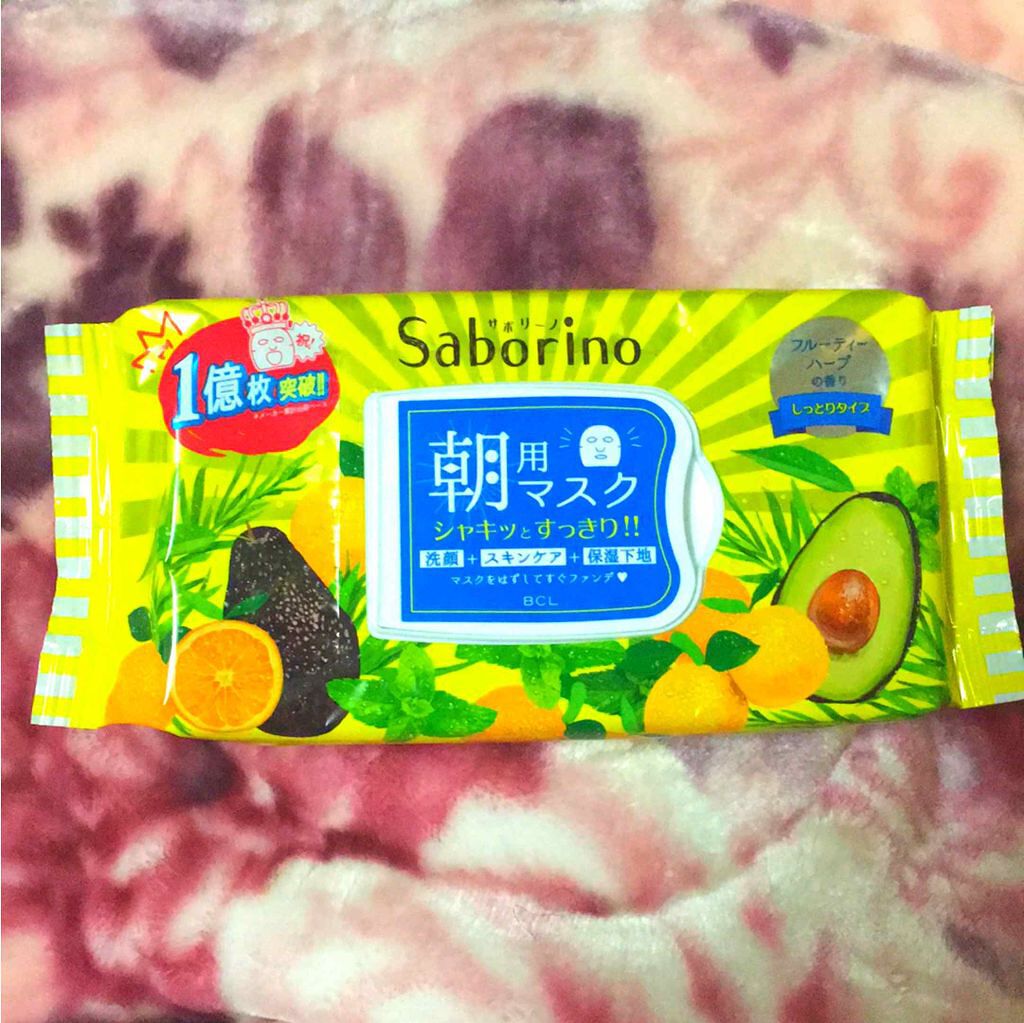 サボリーノ
Saborino
祝!
1億枚突破!!
フルーティー
ハーブ
の香り
しっとりタイプ
朝用
マスク
シャキッとすっきり!!
洗顔+スキンケア+保湿下地
マスクをはずしてすぐファンデ♥
BCL